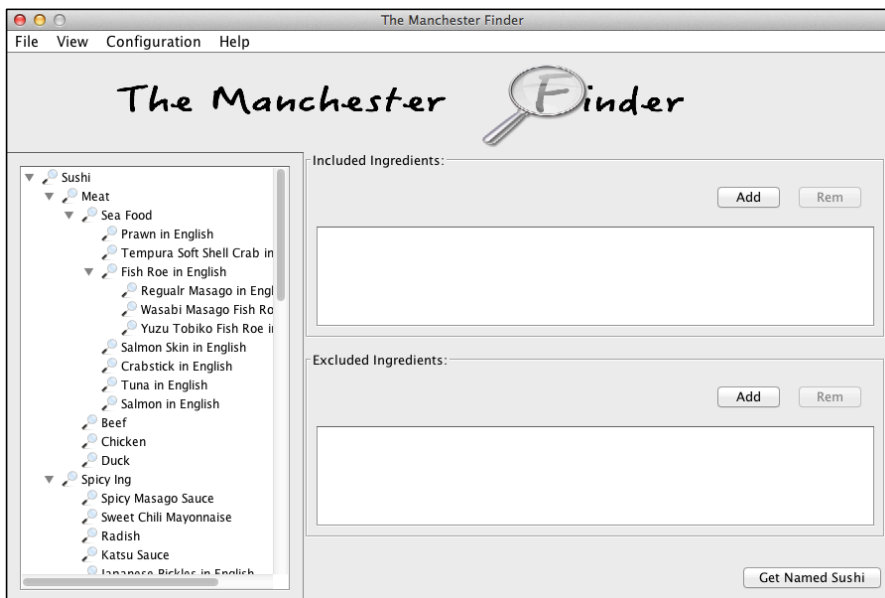 The Manchester Finder
File View Configuration Help
The Manchester Finder
Sushi
Meat
Sea Food
Prawn in English
Tempura Soft Shell Crab in
Fish Roe in English
Regualr Masago in Engl
Wasabi Masago Fish Ro
Yuzu Tobiko Fish Roe i
Salmon Skin in English
Crabstick in English
Tuna in English
Salmon in English
Beef
Chicken
Duck
Spicy Ing
Spicy Masago Sauce
Sweet Chili Mayonnaise
Radish
Katsu Sauce
Japanese Pickles in English
Included Ingredients:
Add Rem
Excluded Ingredients:
Add Rem
Get Named Sushi